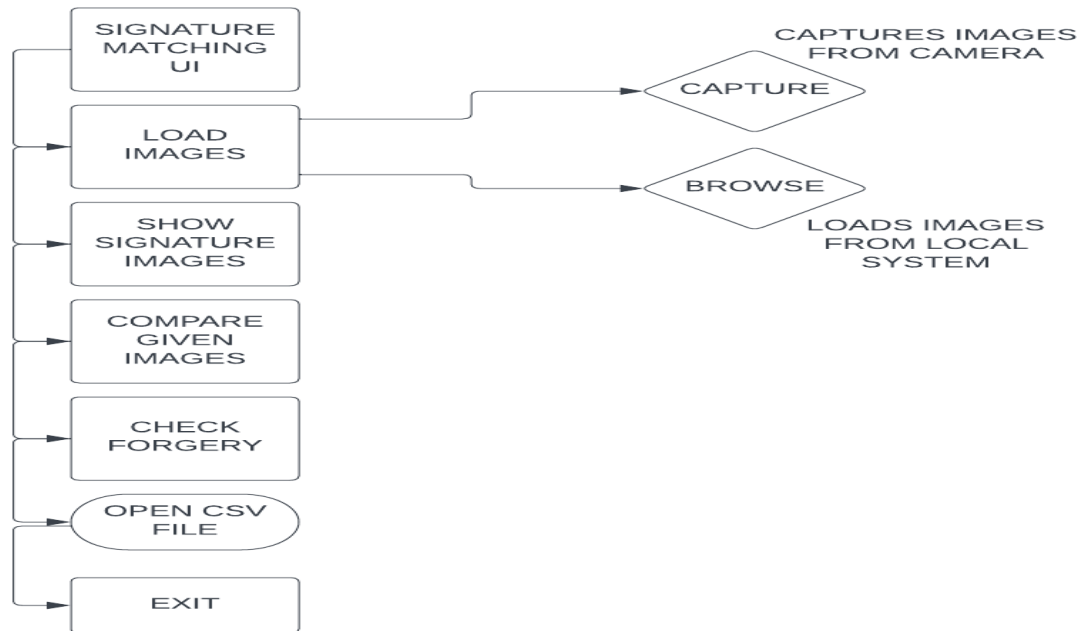 SIGNATURE
MATCHING
UI
CAPTURES IMAGES
FROM CAMERA
CAPTURE
LOAD
IMAGES
BROWSE
LOADS IMAGES
FROM LOCAL
SYSTEM
SHOW
SIGNATURE
IMAGES
COMPARE
GIVEN
IMAGES
CHECK
FORGERY
OPEN CSV
FILE
EXIT